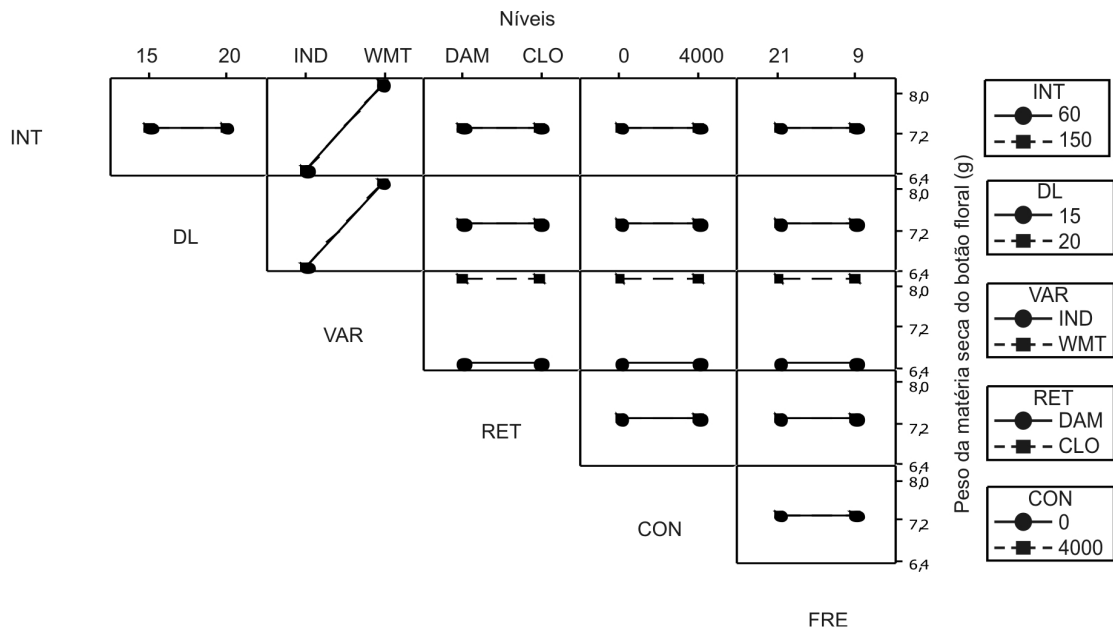 Níveis
15 20 IND WMT DAM CLO 0 4000 21 9
INT
8,0
7,2
6,4
DL
8,0
7,2
6,4
VAR
8,0
7,2
6,4
RET
8,0
7,2
6,4
CON
8,0
7,2
6,4
FRE
Peso da matéria seca do botão floral (g)
INT
60
150
DL
15
20
VAR
IND
WMT
RET
DAM
CLO
CON
0
4000